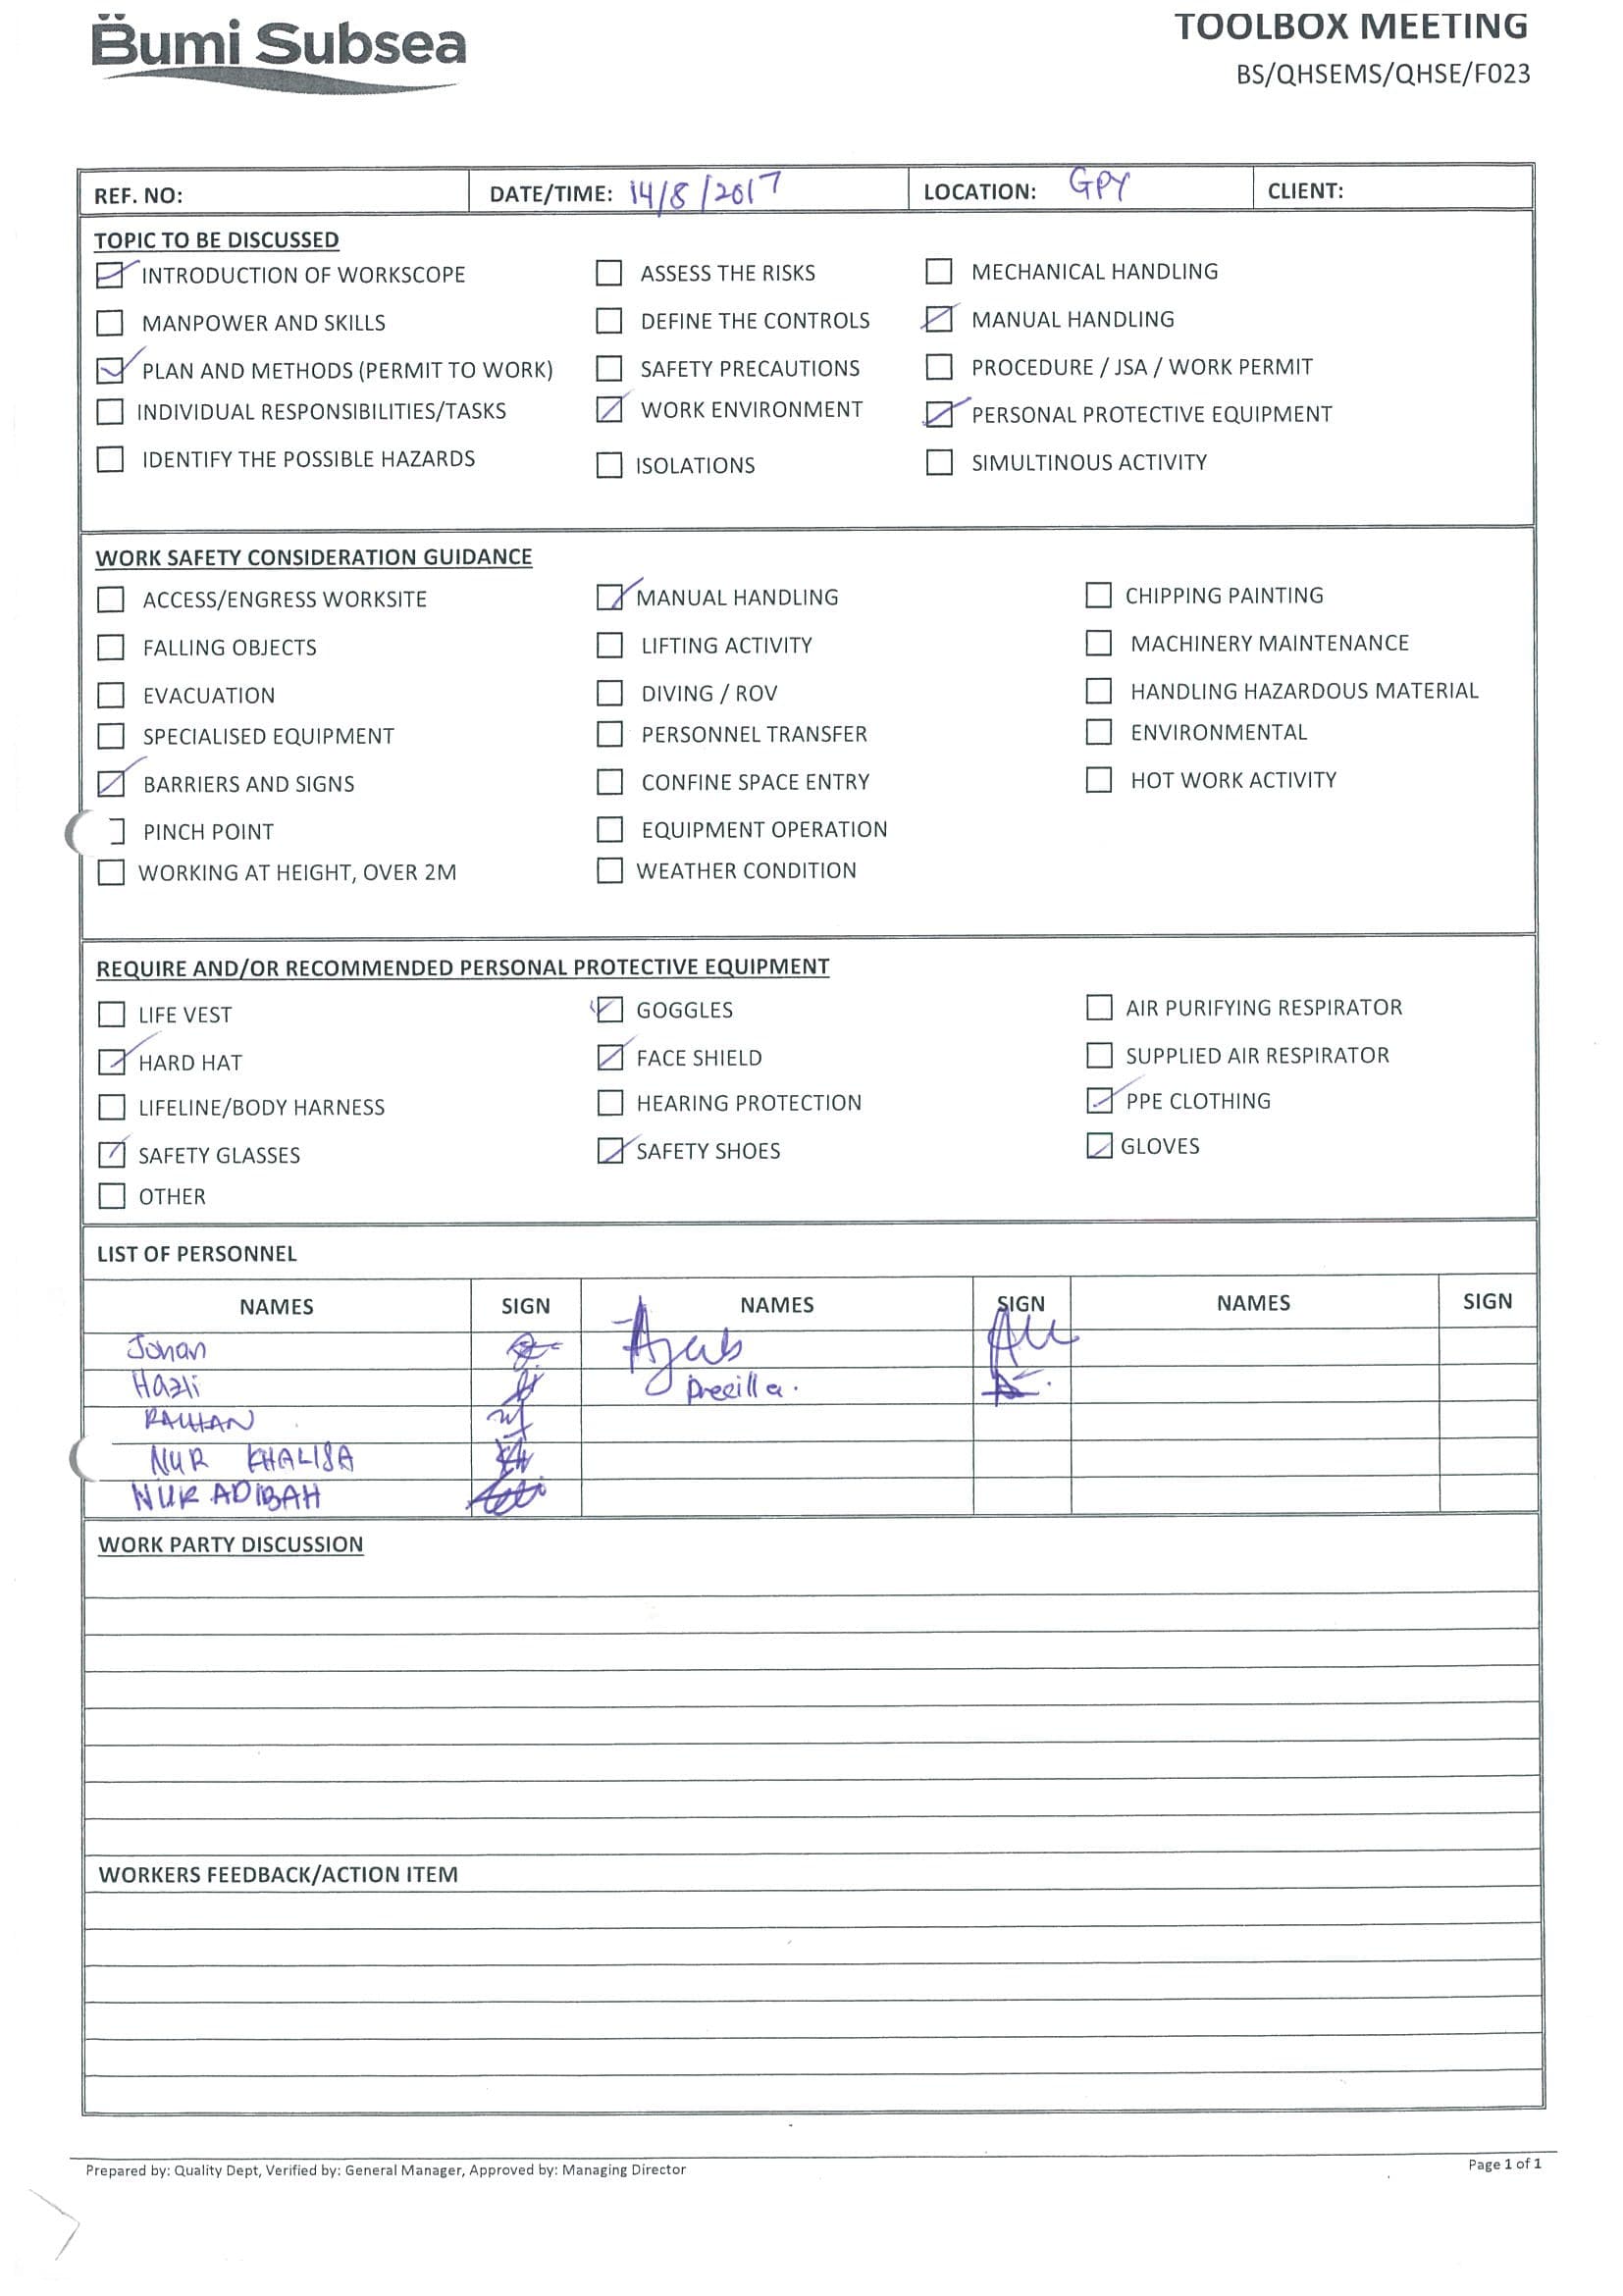 Bumi Subsea
TOOLBOX MEETING
BS/QHSEMS/QHSE/F023
REF. NO: DATE/TIME: 14/8/2017 LOCATION: GPY CLIENT:
TOPIC TO BE DISCUSSED
INTRODUCTION OF WORKSCOPE ASSESS THE RISKS MECHANICAL HANDLING
MANPOWER AND SKILLS DEFINE THE CONTROLS MANUAL HANDLING
PLAN AND METHODS (PERMIT TO WORK) SAFETY PRECAUTIONS PROCEDURE / JSA / WORK PERMIT
INDIVIDUAL RESPONSIBILITIES/TASKS WORK ENVIRONMENT PERSONAL PROTECTIVE EQUIPMENT
IDENTIFY THE POSSIBLE HAZARDS ISOLATIONS SIMULTINOUS ACTIVITY
WORK SAFETY CONSIDERATION GUIDANCE
ACCESS/ENGRESS WORKSITE MANUAL HANDLING CHIPPING PAINTING
FALLING OBJECTS LIFTING ACTIVITY MACHINERY MAINTENANCE
EVACUATION DIVING / ROV HANDLING HAZARDOUS MATERIAL
SPECIALISED EQUIPMENT PERSONNEL TRANSFER ENVIRONMENTAL
BARRIERS AND SIGNS CONFINE SPACE ENTRY HOT WORK ACTIVITY
PINCH POINT EQUIPMENT OPERATION
WORKING AT HEIGHT, OVER 2M WEATHER CONDITION
REQUIRE AND/OR RECOMMENDED PERSONAL PROTECTIVE EQUIPMENT
LIFE VEST GOGGLES AIR PURIFYING RESPIRATOR
HARD HAT FACE SHIELD SUPPLIED AIR RESPIRATOR
LIFELINE/BODY HARNESS HEARING PROTECTION PPE CLOTHING
SAFETY GLASSES SAFETY SHOES GLOVES
OTHER
LIST OF PERSONNEL
NAMES SIGN NAMES SIGN NAMES SIGN
Johan
Hazli Precilla.
RAIHAN
NUR KHALISA
NUR ADIBAH
WORK PARTY DISCUSSION
WORKERS FEEDBACK/ACTION ITEM
Prepared by: Quality Dept, Verified by: General Manager, Approved by: Managing Director Page 1 of 1